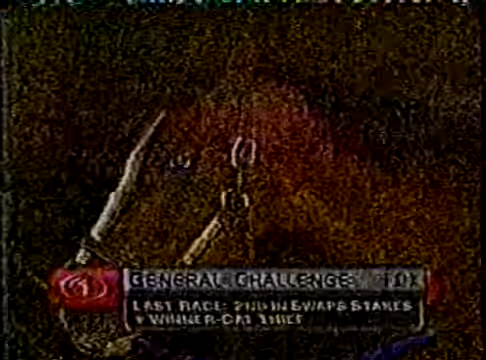 GENERAL CHALLENGE
LAST RACE: 2ND IN SWAPS STAKES
WINNER-CAT THIEF